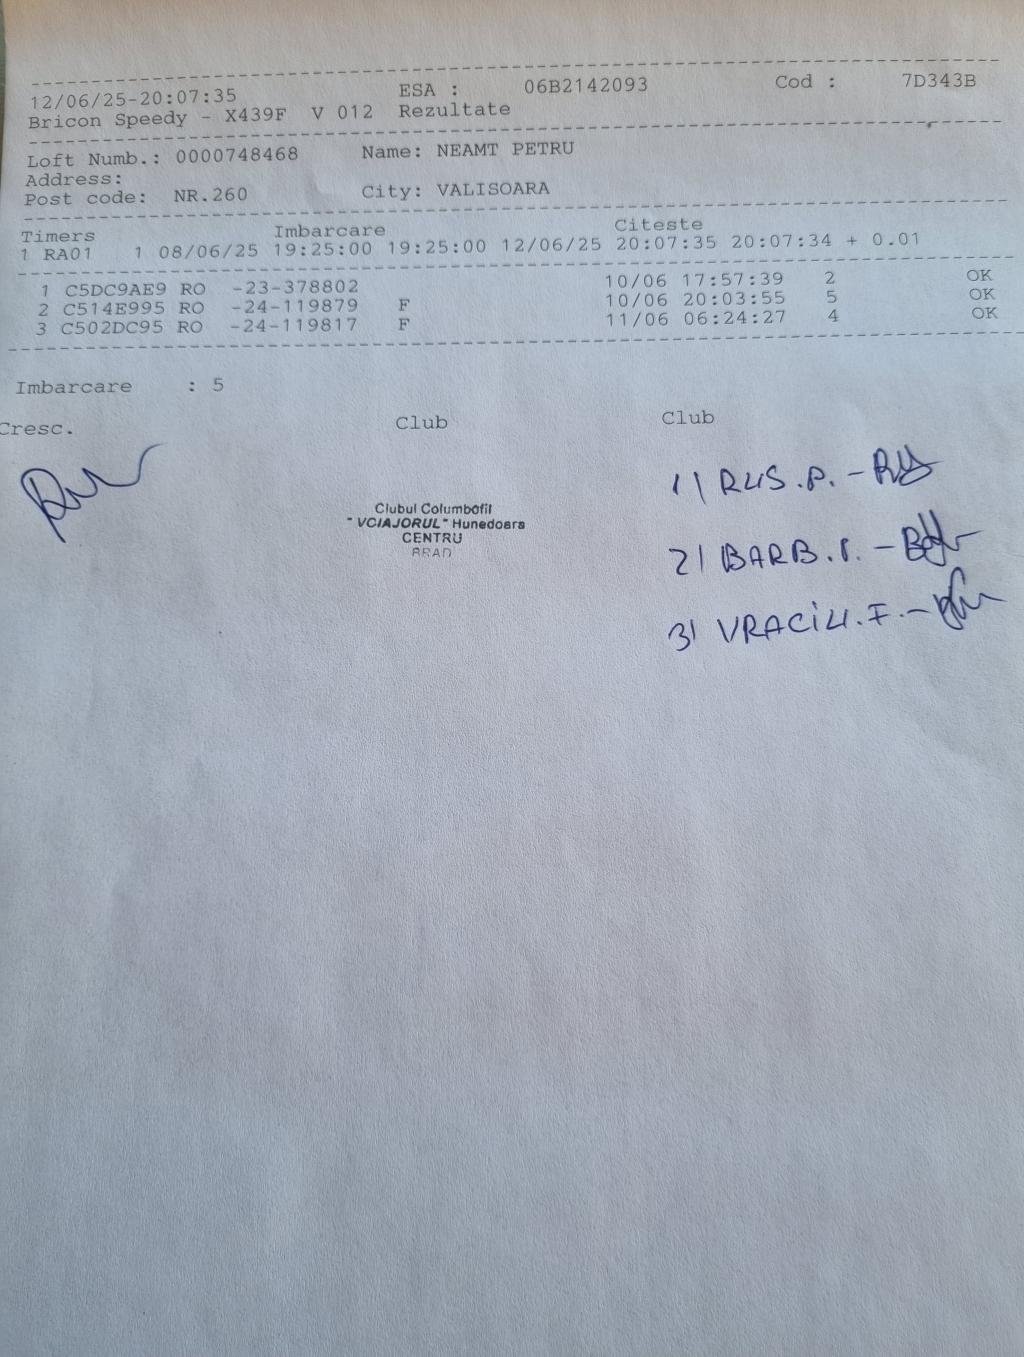 12/06/25-20:07:35 ESA : 06B2142093 Cod : 7D343B
Bricon Speedy - X439F V 012 Rezultate
Loft Numb.: 0000748468 Name: NEAMT PETRU
Address:
Post code: NR.260 City: VALISOARA
Timers Imbarcare Citeste
1 RA01 1 08/06/25 19:25:00 19:25:00 12/06/25 20:07:35 20:07:34 + 0.01
1 C5DC9AE9 RO -23-378802 10/06 17:57:39 2 OK
2 C514E995 RO -24-119879 F 10/06 20:03:55 5 OK
3 C502DC95 RO -24-119817 F 11/06 06:24:27 4 OK
Imbarcare : 5
Cresc. Club Club
Clubul Columbofil
"VCIAJORUL" Hunedoara
CENTRU
BRAD
1) RUS.P. -
2) BARB.P. -
3) VRACIU.I. -